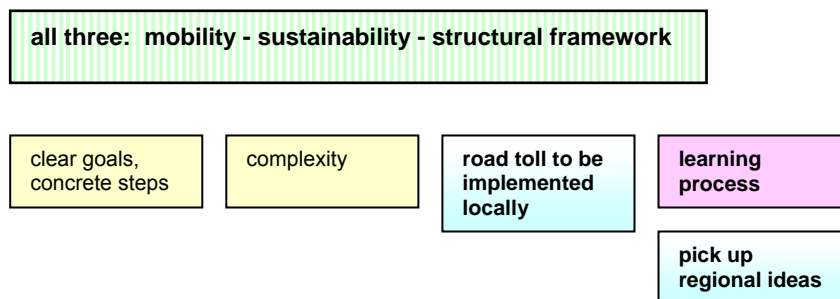 all three: mobility - sustainability - structural framework
clear goals,
concrete steps
complexity
road toll to be
implemented
locally
learning
process
pick up
regional ideas